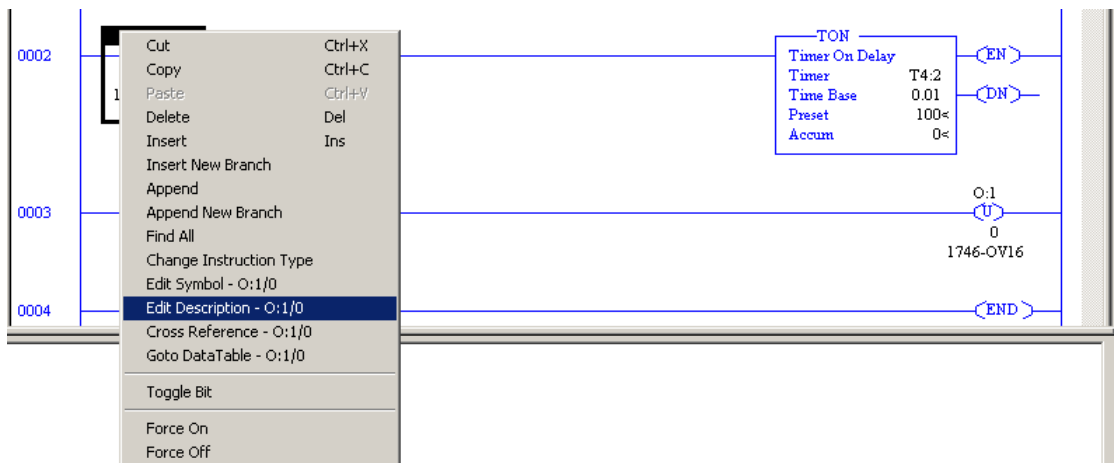 0002
1
Cut Ctrl+X
Copy Ctrl+C
Paste Ctrl+V
Delete Del
Insert Ins
Insert New Branch
Append
Append New Branch
Find All
Change Instruction Type
Edit Symbol - O:1/0
Edit Description - O:1/0
Cross Reference - O:1/0
Goto DataTable - O:1/0
Toggle Bit
Force On
Force Off
TON
Timer On Delay
Timer T4:2
Time Base 0.01
Preset 100<
Accum 0<
EN
DN
0003
O:1
U
0
1746-OV16
0004
END